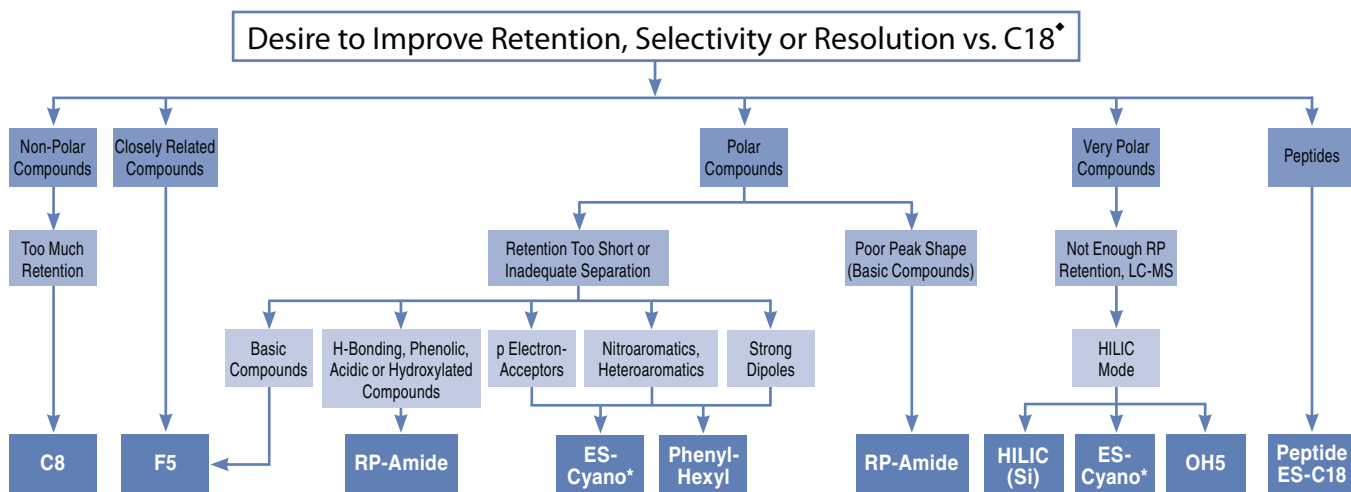 Desire to Improve Retention, Selectivity or Resolution vs. C18◆
Non-Polar
Compounds
Closely Related
Compounds
Polar
Compounds
Very Polar
Compounds
Peptides
Too Much
Retention
Retention Too Short or
Inadequate Separation
Poor Peak Shape
(Basic Compounds)
Not Enough RP
Retention, LC-MS
Basic
Compounds
H-Bonding, Phenolic,
Acidic or Hydroxylated
Compounds
p Electron-
Acceptors
Nitroaromatics,
Heteroaromatics
Strong
Dipoles
HILIC
Mode
C8
F5
RP-Amide
ES-
Cyano*
Phenyl-
Hexyl
RP-Amide
HILIC
(Si)
ES-
Cyano*
OH5
Peptide
ES-C18